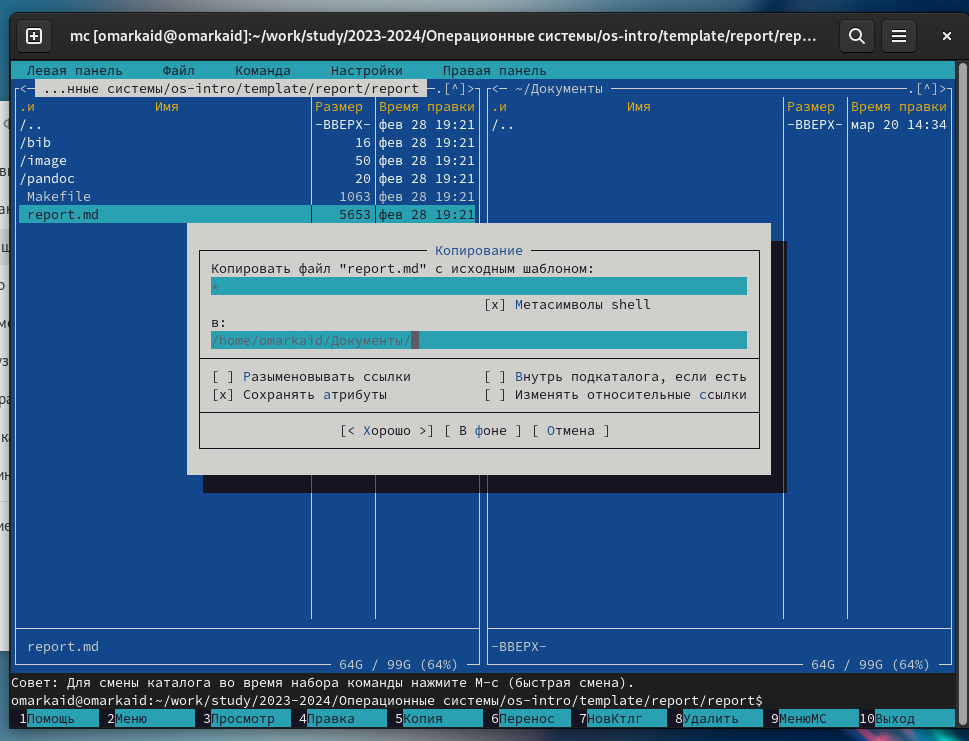 mc [omarkaid@omarkaid]:~/work/study/2023-2024/Операционные системы/os-intro/template/report/rep...
Левая панель Файл Команда Настройки Правая панель
<— ...нные системы/os-intro/template/report/report —.[^]> <— ~/Документы —.[^]>
.и Имя Размер Время правки .и Имя Размер Время правки
/.. -ВВЕРХ- фев 28 19:21 /.. -ВВЕРХ- мар 20 14:34
/bib 16 фев 28 19:21
/image 50 фев 28 19:21
/pandoc 20 фев 28 19:21
Makefile 1063 фев 28 19:21
report.md 5653 фев 28 19:21
Копирование
Копировать файл "report.md" с исходным шаблоном:
*
[x] Метасимволы shell
в:
/home/omarkaid/Документы/
[ ] Разыменовывать ссылки [ ] Внутрь подкаталога, если есть
[x] Сохранять атрибуты [ ] Изменять относительные ссылки
[< Хорошо >] [ В фоне ] [ Отмена ]
report.md -ВВЕРХ-
64G / 99G (64%) 64G / 99G (64%)
Совет: Для смены каталога во время набора команды нажмите M-c (быстрая смена).
omarkaid@omarkaid:~/work/study/2023-2024/Операционные системы/os-intro/template/report/report$
1Помощь 2Меню 3Просмотр 4Правка 5Копия 6Перенос 7НовКтлг 8Удалить 9МенюМС 10Выход